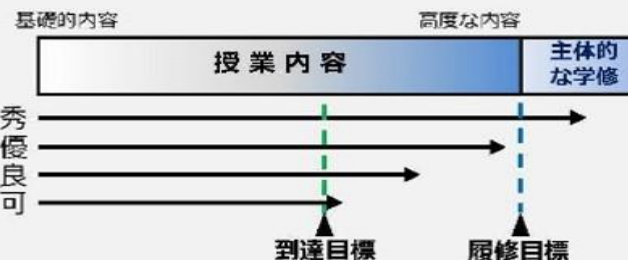 基礎的内容
高度な内容
授業内容
主体的
な学修
秀
優
良
可
到達目標
履修目標